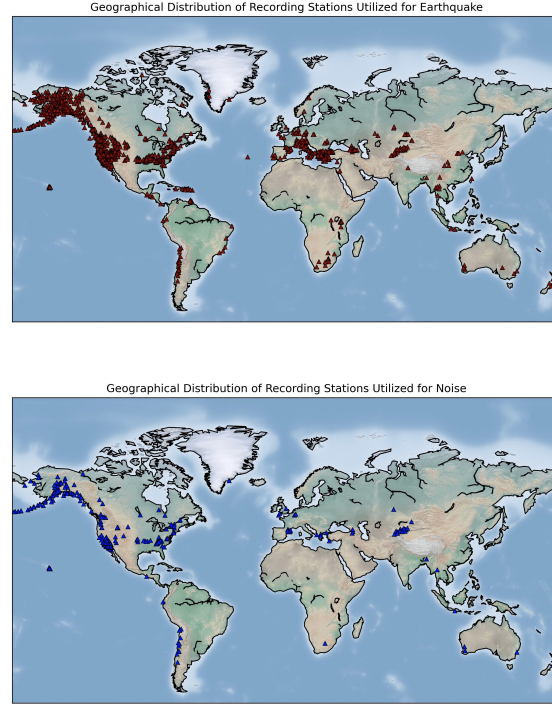 Geographical Distribution of Recording Stations Utilized for Earthquake
Geographical Distribution of Recording Stations Utilized for Noise